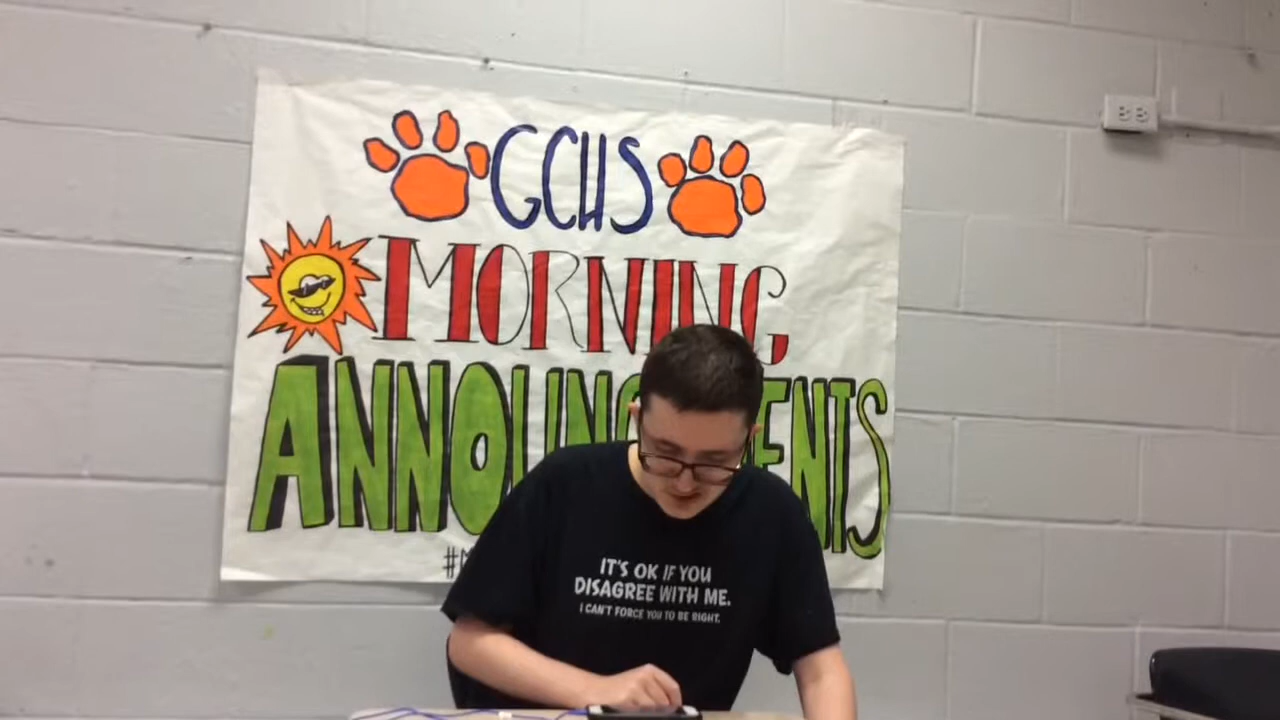 GCHS
MORNING
ANNOUN ENTS
#M
IT'S OK IF YOU
DISAGREE WITH ME.
I CAN'T FORCE YOU TO BE RIGHT.